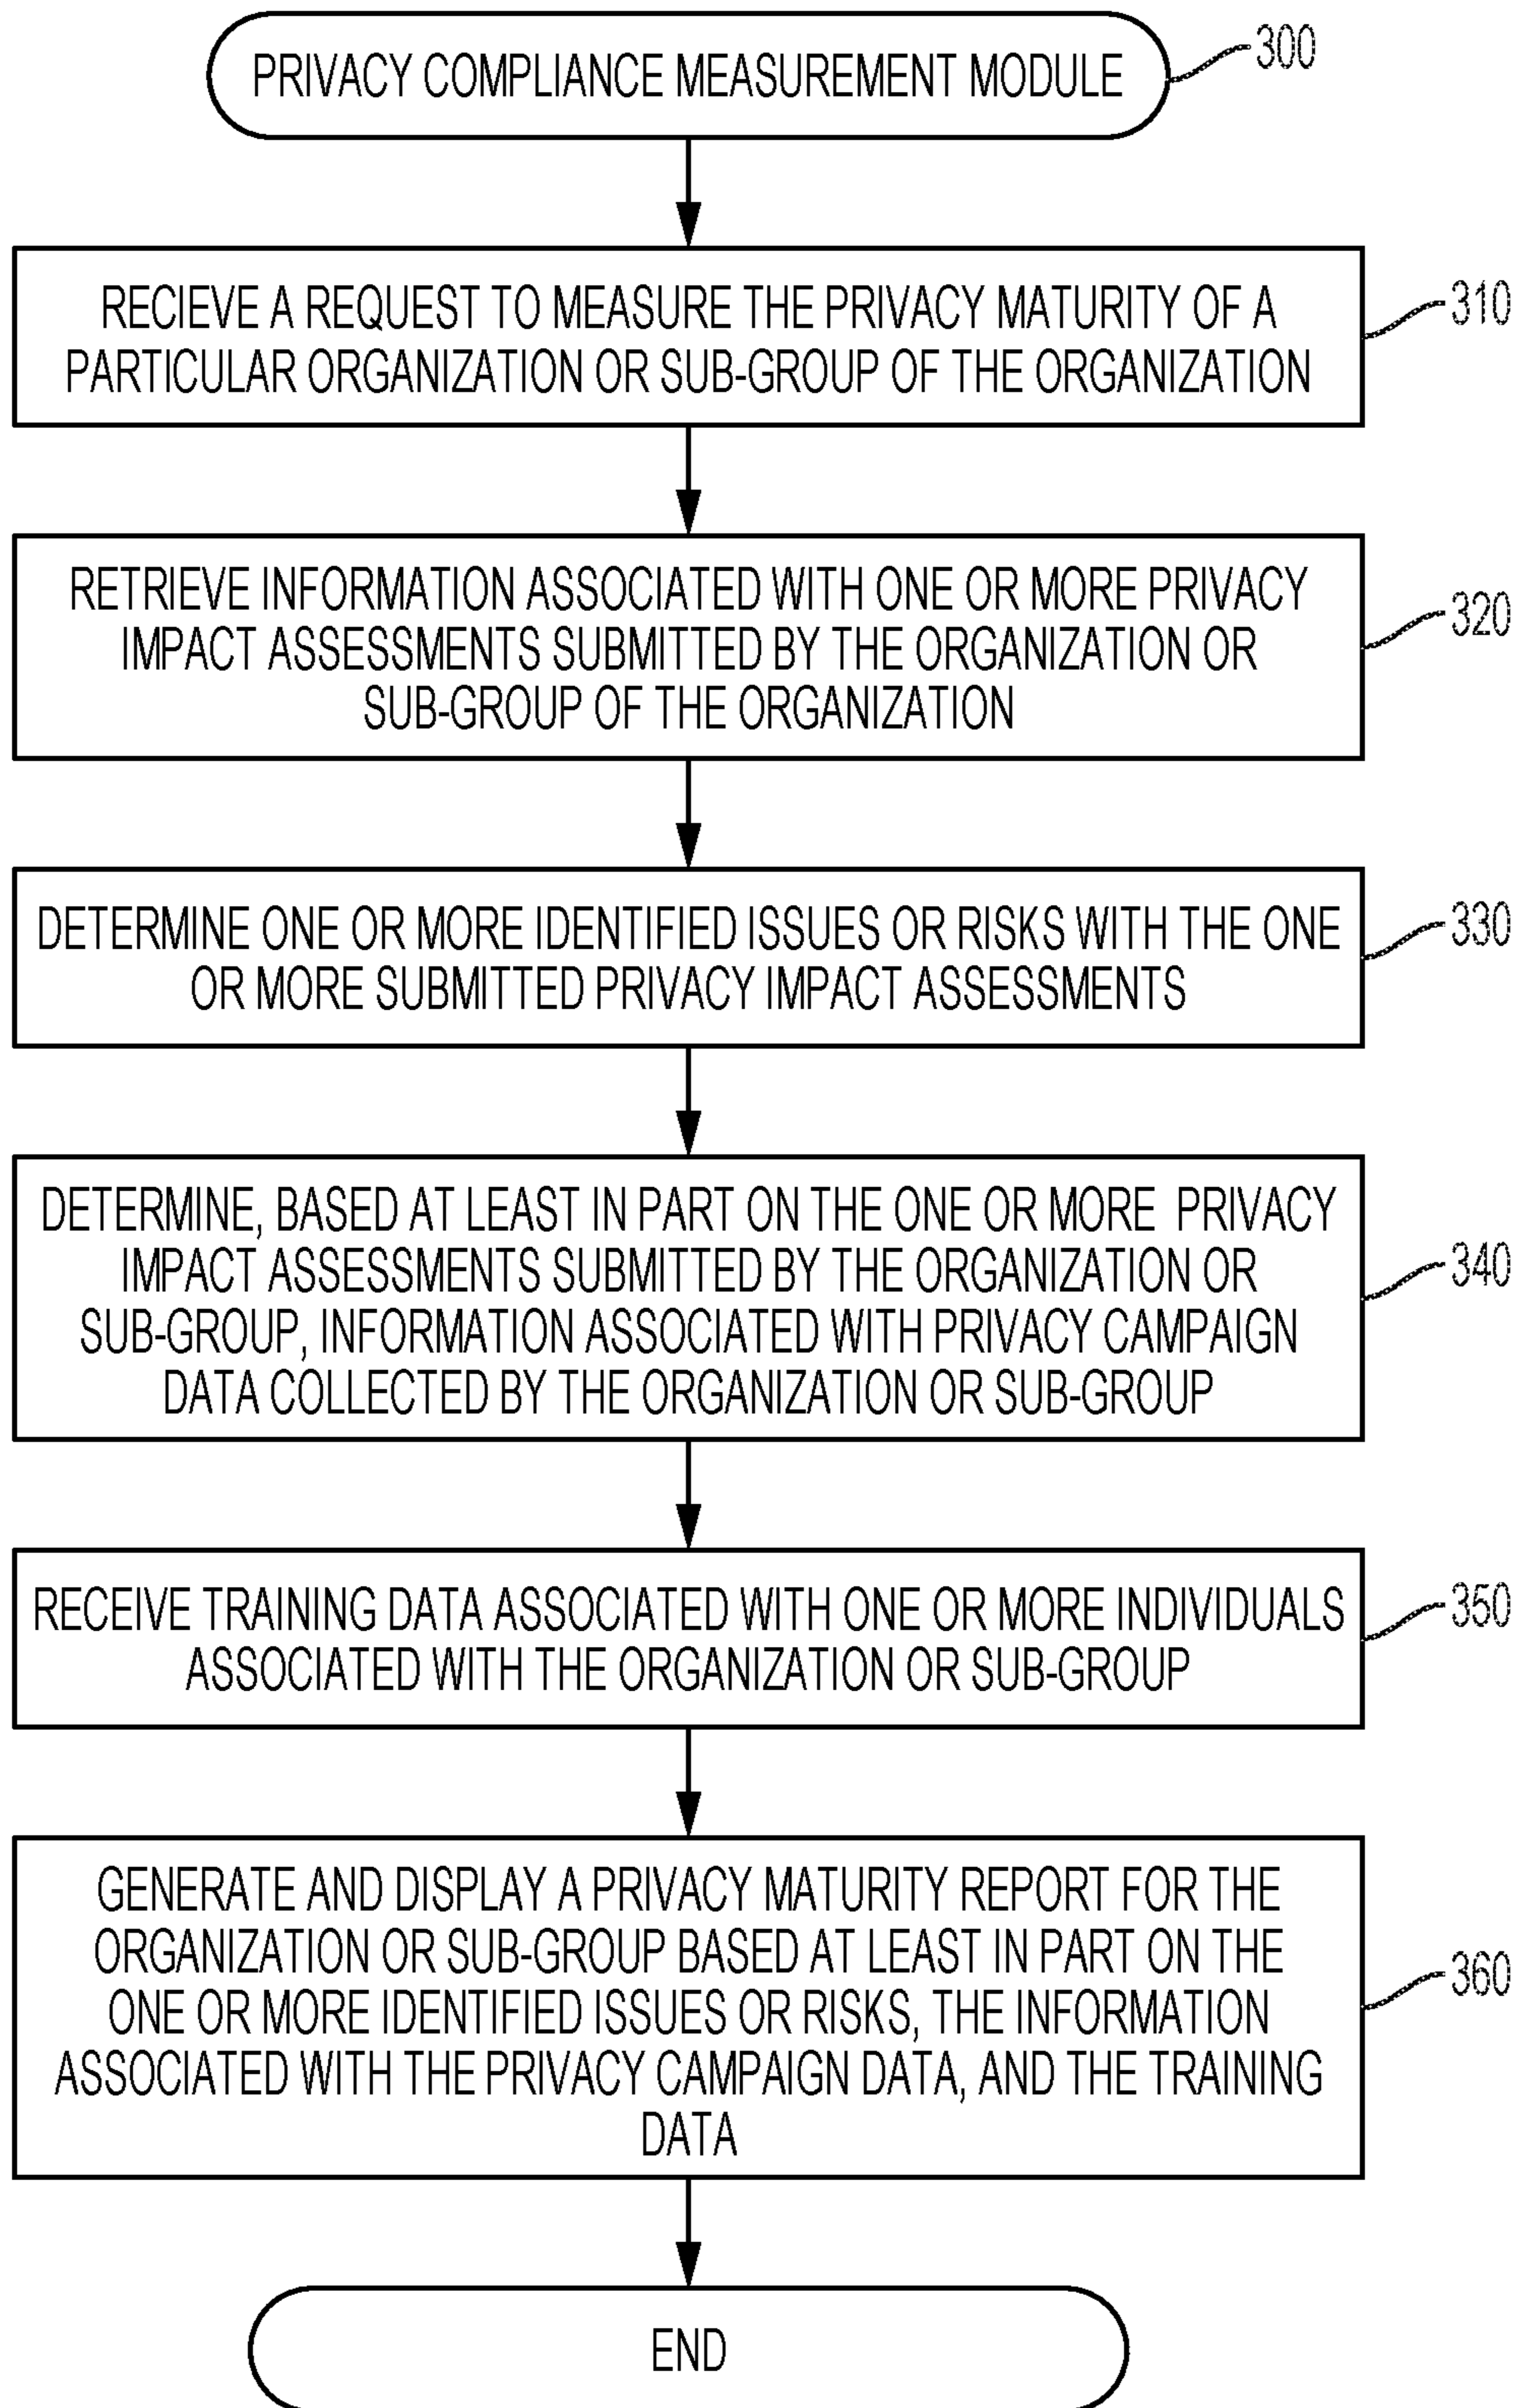 PRIVACY COMPLIANCE MEASUREMENT MODULE
300
RECIEVE A REQUEST TO MEASURE THE PRIVACY MATURITY OF A
PARTICULAR ORGANIZATION OR SUB-GROUP OF THE ORGANIZATION
310
RETRIEVE INFORMATION ASSOCIATED WITH ONE OR MORE PRIVACY
IMPACT ASSESSMENTS SUBMITTED BY THE ORGANIZATION OR
SUB-GROUP OF THE ORGANIZATION
320
DETERMINE ONE OR MORE IDENTIFIED ISSUES OR RISKS WITH THE ONE
OR MORE SUBMITTED PRIVACY IMPACT ASSESSMENTS
330
DETERMINE, BASED AT LEAST IN PART ON THE ONE OR MORE PRIVACY
IMPACT ASSESSMENTS SUBMITTED BY THE ORGANIZATION OR
SUB-GROUP, INFORMATION ASSOCIATED WITH PRIVACY CAMPAIGN
DATA COLLECTED BY THE ORGANIZATION OR SUB-GROUP
340
RECEIVE TRAINING DATA ASSOCIATED WITH ONE OR MORE INDIVIDUALS
ASSOCIATED WITH THE ORGANIZATION OR SUB-GROUP
350
GENERATE AND DISPLAY A PRIVACY MATURITY REPORT FOR THE
ORGANIZATION OR SUB-GROUP BASED AT LEAST IN PART ON THE
ONE OR MORE IDENTIFIED ISSUES OR RISKS, THE INFORMATION
ASSOCIATED WITH THE PRIVACY CAMPAIGN DATA, AND THE TRAINING
DATA
360
END